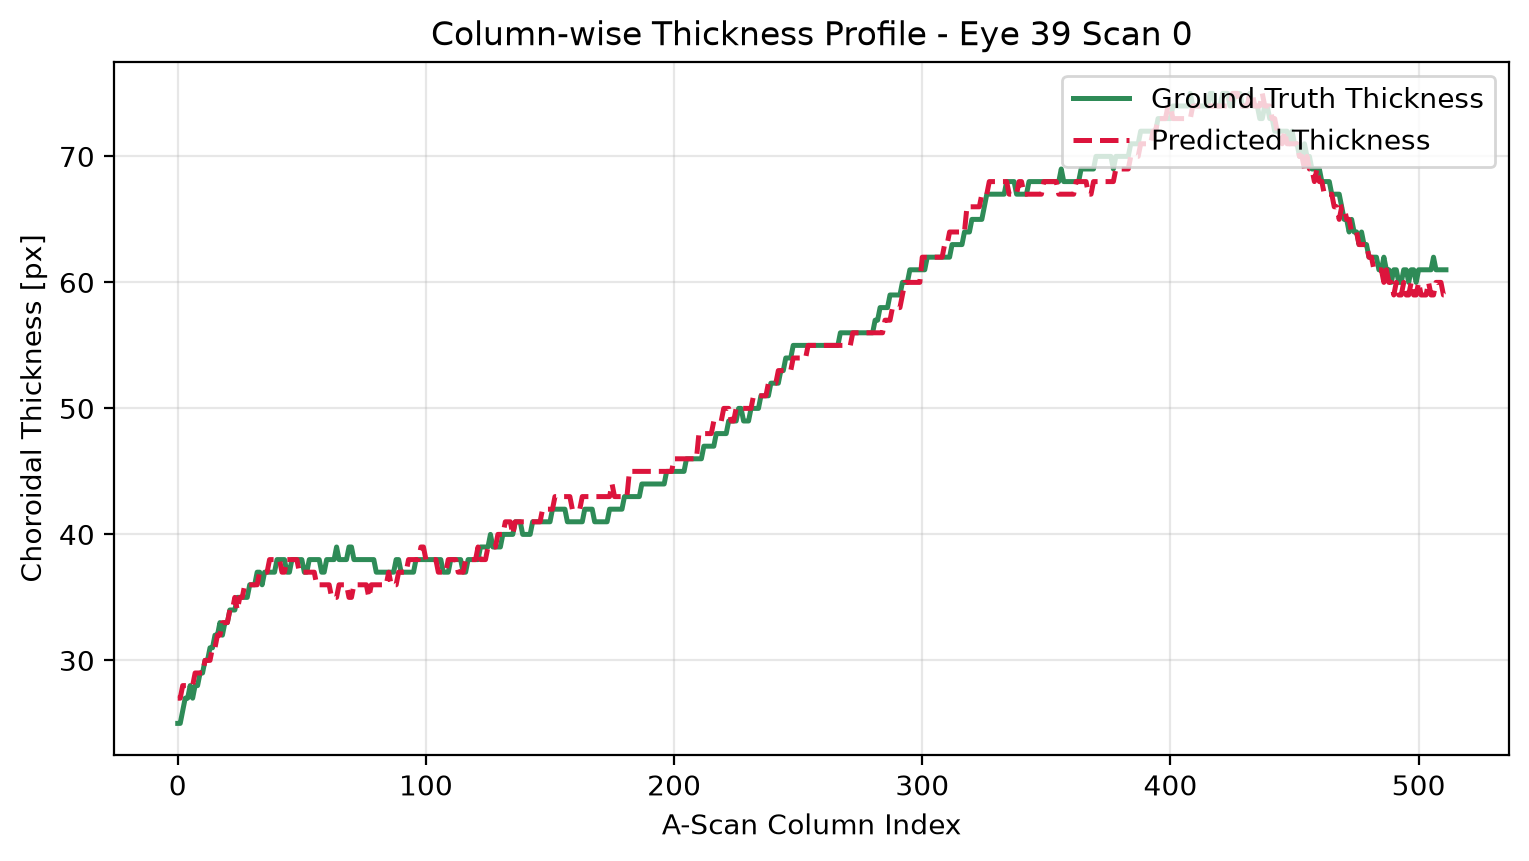 Column-wise Thickness Profile - Eye 39 Scan 0
Ground Truth Thickness
Predicted Thickness
Choroidal Thickness [px]
70
60
50
40
30
0 100 200 300 400 500
A-Scan Column Index